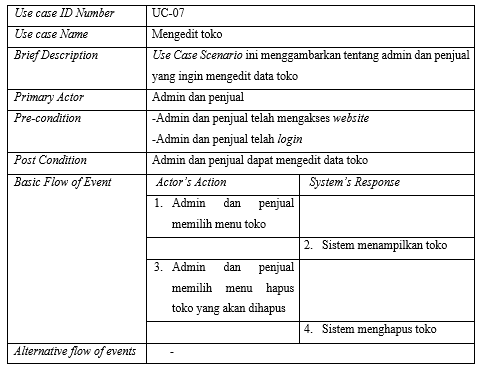 Use case ID Number UC-07
Use case Name Mengedit toko
Brief Description Use Case Scenario ini menggambarkan tentang admin dan penjual
yang ingin mengedit data toko
Primary Actor Admin dan penjual
Pre-condition -Admin dan penjual telah mengakses website
-Admin dan penjual telah login
Post Condition Admin dan penjual dapat mengedit data toko
Basic Flow of Event Actor's Action System's Response
1. Admin dan penjual
memilih menu toko
2. Sistem menampilkan toko
3. Admin dan penjual
memilih menu hapus
toko yang akan dihapus
4. Sistem menghapus toko
Alternative flow of events -